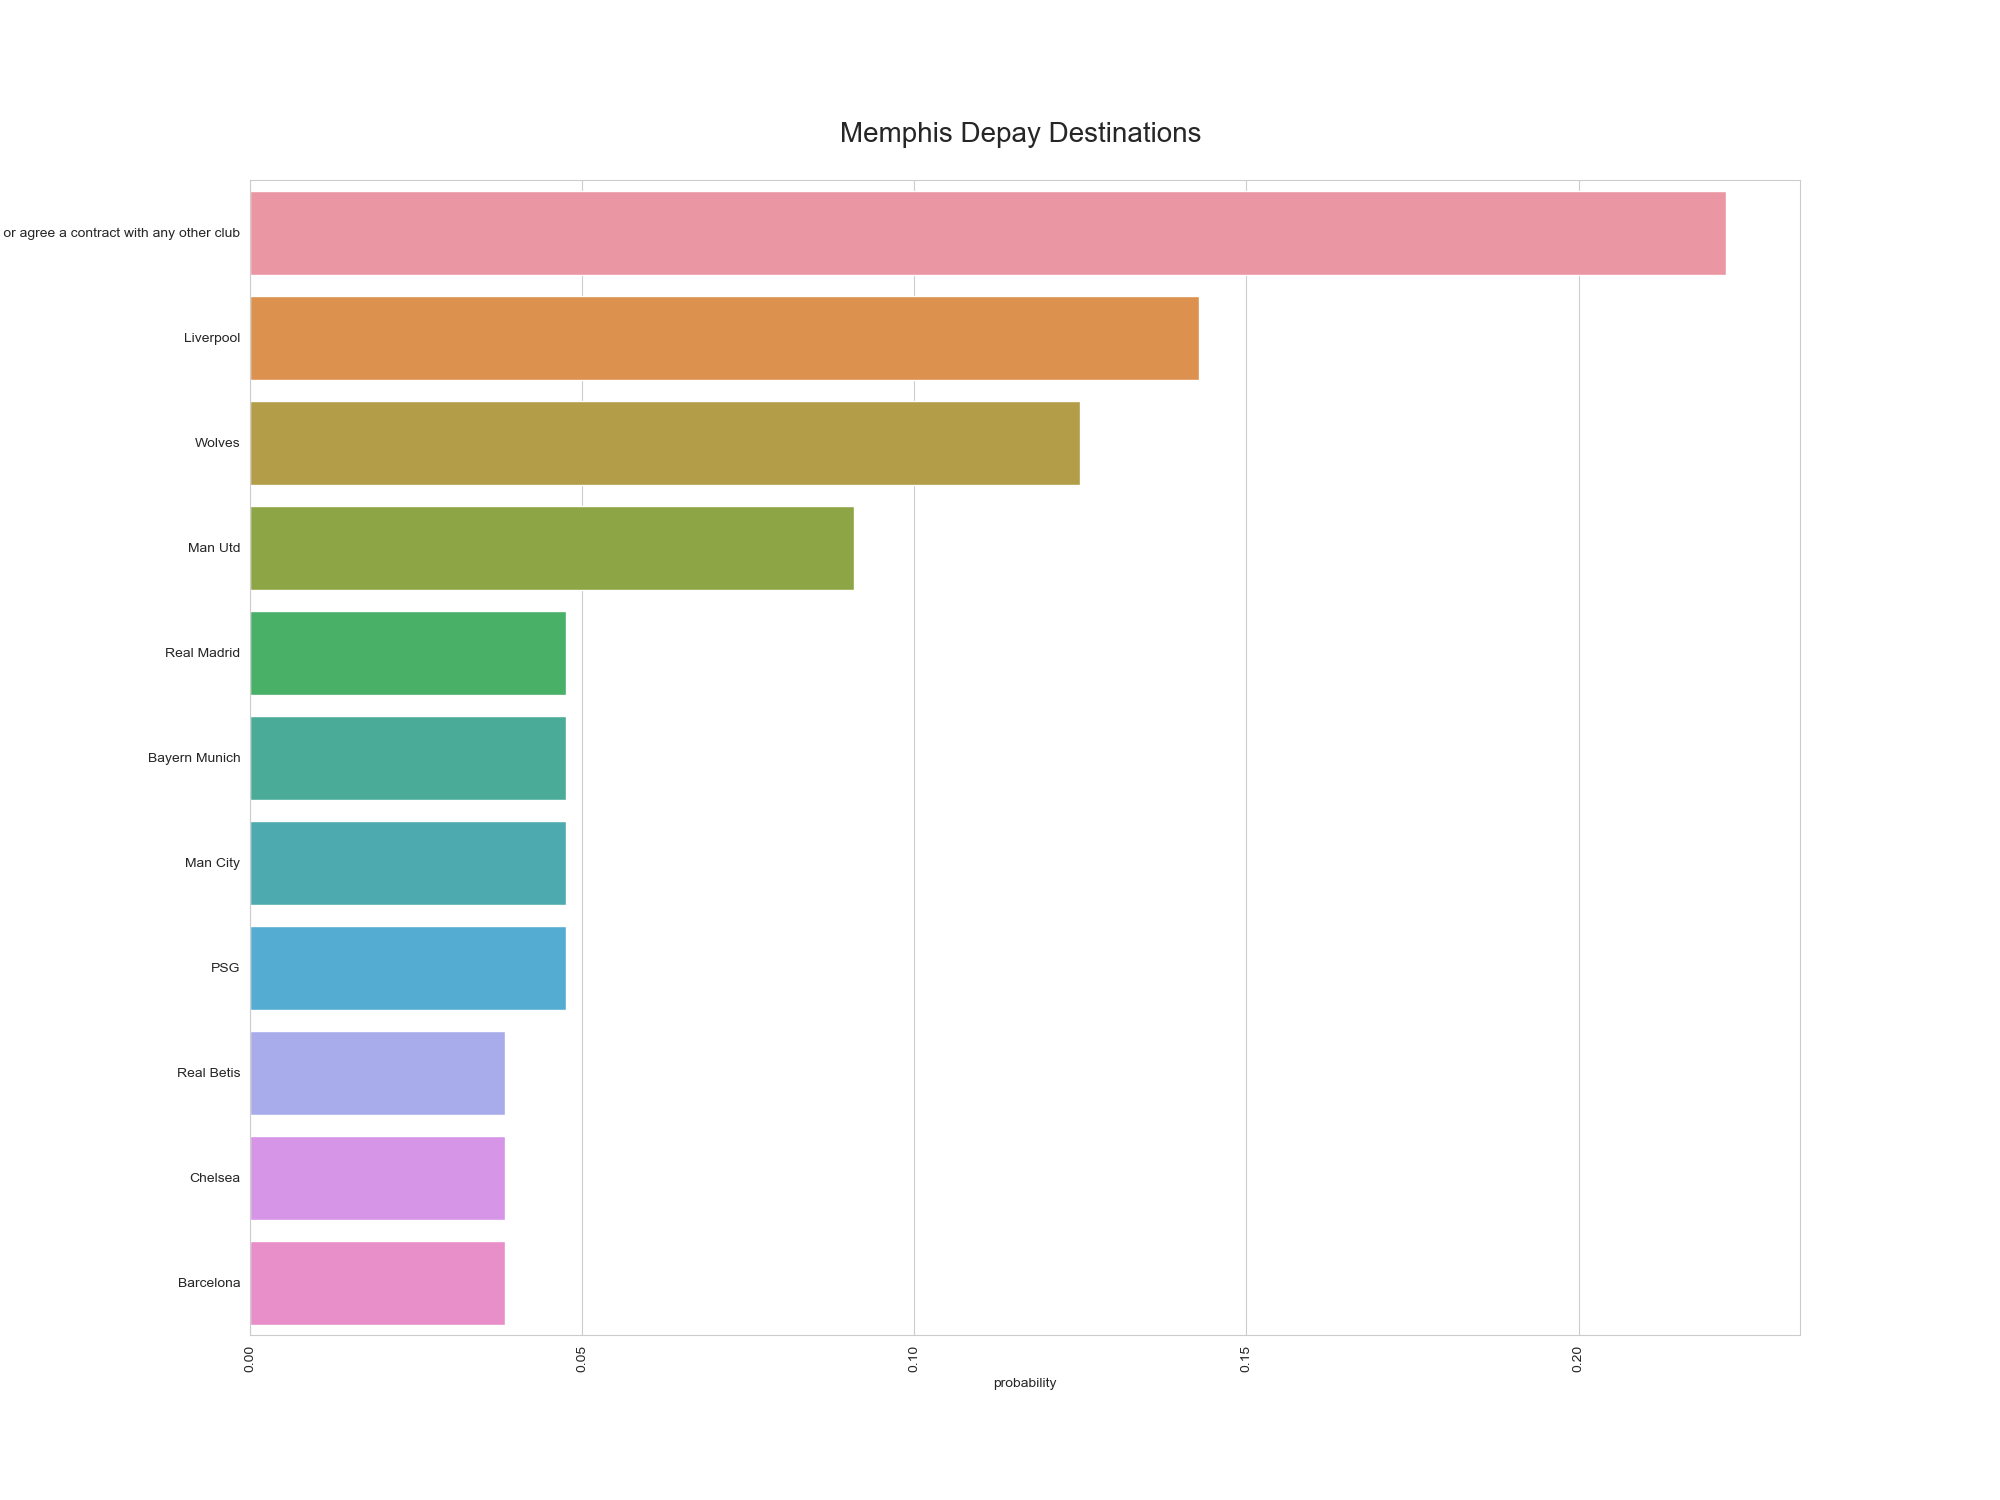 Memphis Depay Destinations
or agree a contract with any other club
Liverpool
Wolves
Man Utd
Real Madrid
Bayern Munich
Man City
PSG
Real Betis
Chelsea
Barcelona
0.00
0.05
0.10
0.15
0.20
probability